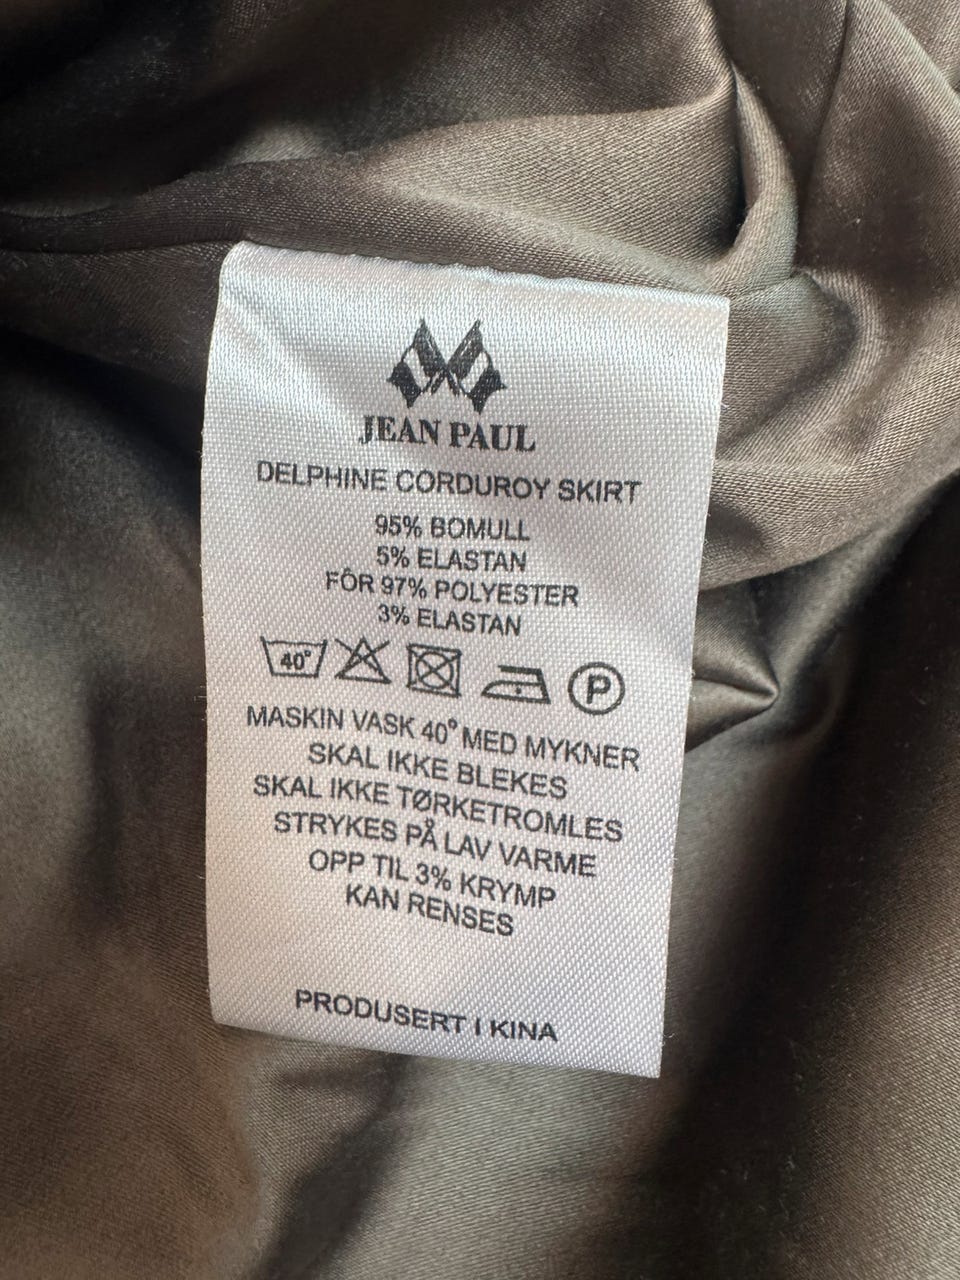 JEAN PAUL
DELPHINE CORDUROY SKIRT
95% BOMULL
5% ELASTAN
FÔR 97% POLYESTER
3% ELASTAN
40° P
MASKIN VASK 40° MED MYKNER
SKAL IKKE BLEKES
SKAL IKKE TØRKETROMLES
STRYKES PÅ LAV VARME
OPP TIL 3% KRYMP
KAN RENSES
PRODUSERT I KINA